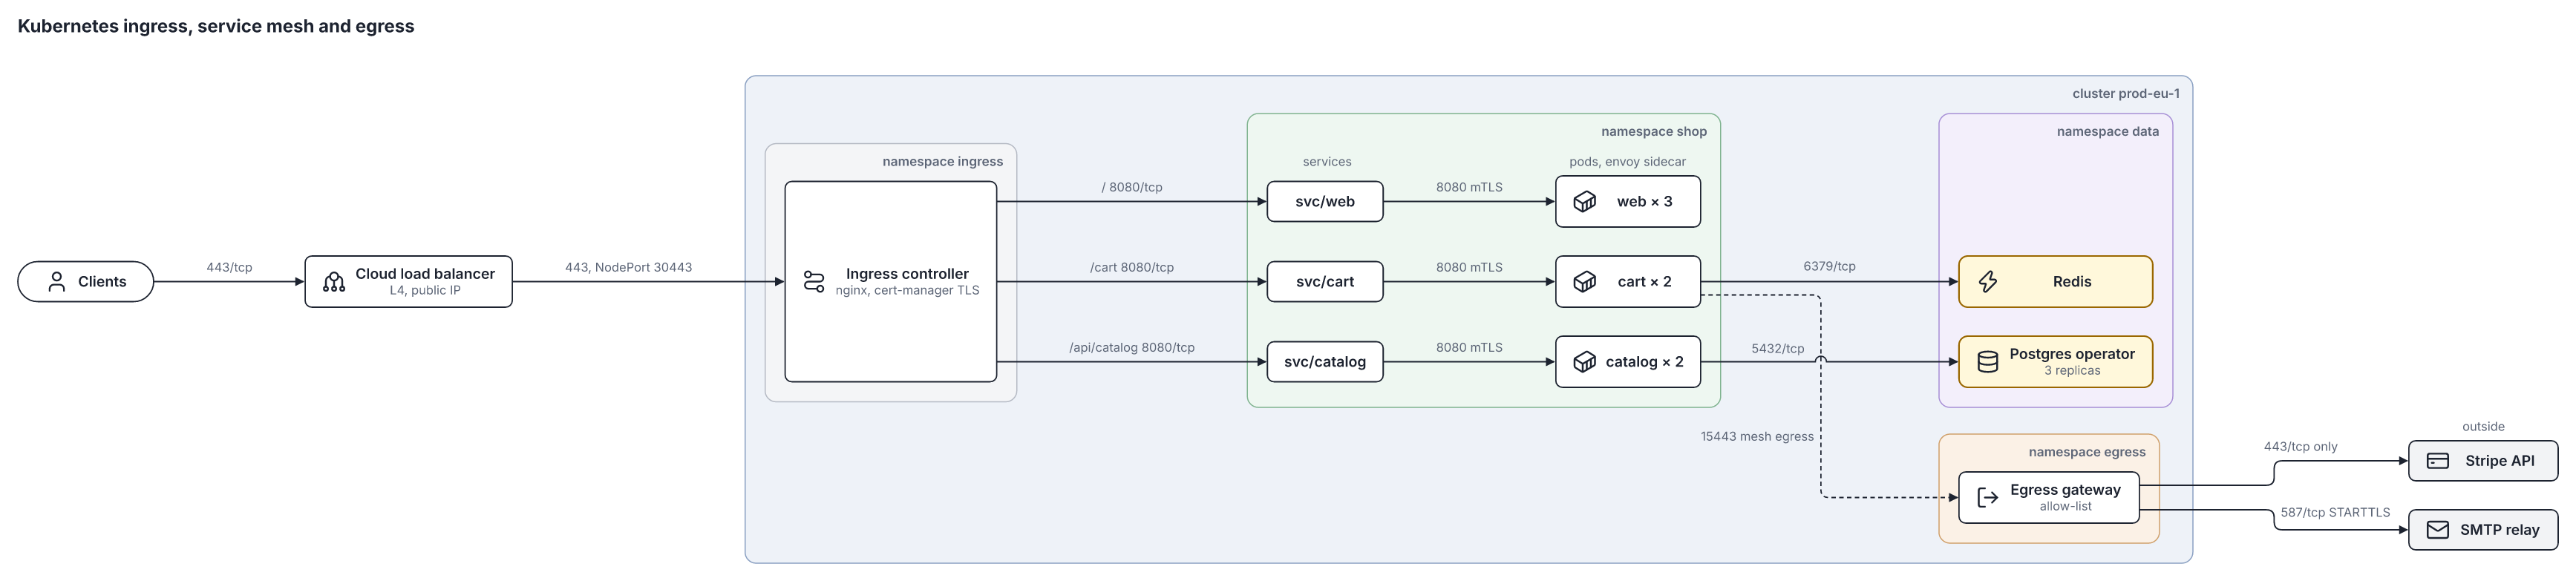 Kubernetes ingress, service mesh and egress
cluster prod-eu-1
namespace ingress
namespace shop
namespace data
services
pods, envoy sidecar
Clients
443/tcp
Cloud load balancer
L4, public IP
443, NodePort 30443
Ingress controller
nginx, cert-manager TLS
/ 8080/tcp
svc/web
8080 mTLS
web × 3
/cart 8080/tcp
svc/cart
8080 mTLS
cart × 2
6379/tcp
Redis
/api/catalog 8080/tcp
svc/catalog
8080 mTLS
catalog × 2
5432/tcp
Postgres operator
3 replicas
15443 mesh egress
namespace egress
Egress gateway
allow-list
outside
443/tcp only
Stripe API
587/tcp STARTTLS
SMTP relay